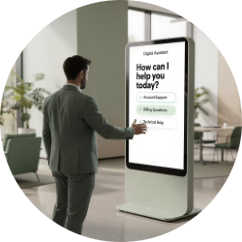 Digital Assistant
How can I
help you
today?
Account Support
Billing Questions
Technical Help